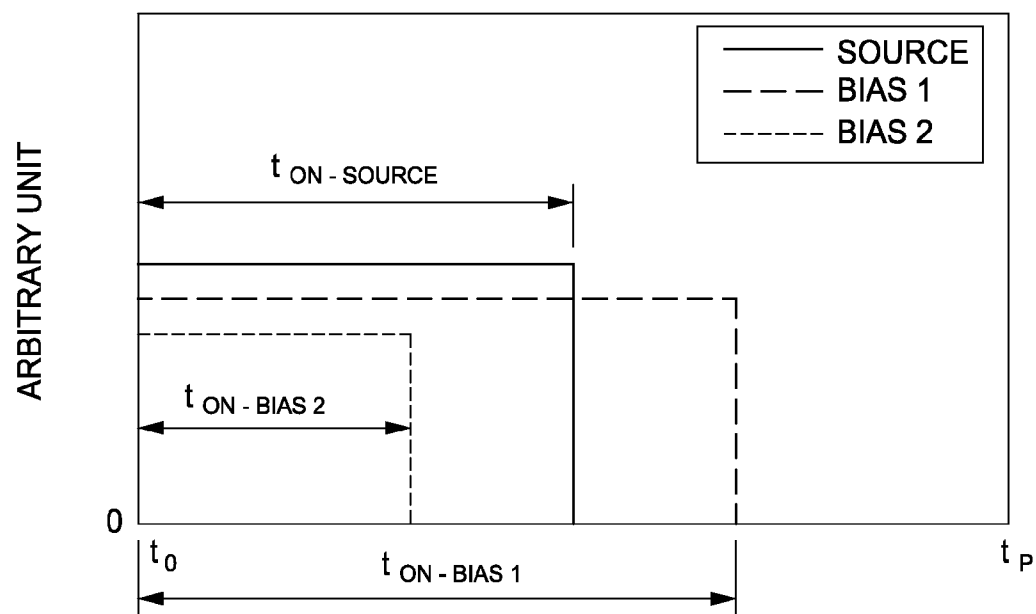 SOURCE
BIAS 1
BIAS 2
t ON - SOURCE
ARBITRARY UNIT
t ON - BIAS 2
0
t 0
t P
t ON - BIAS 1